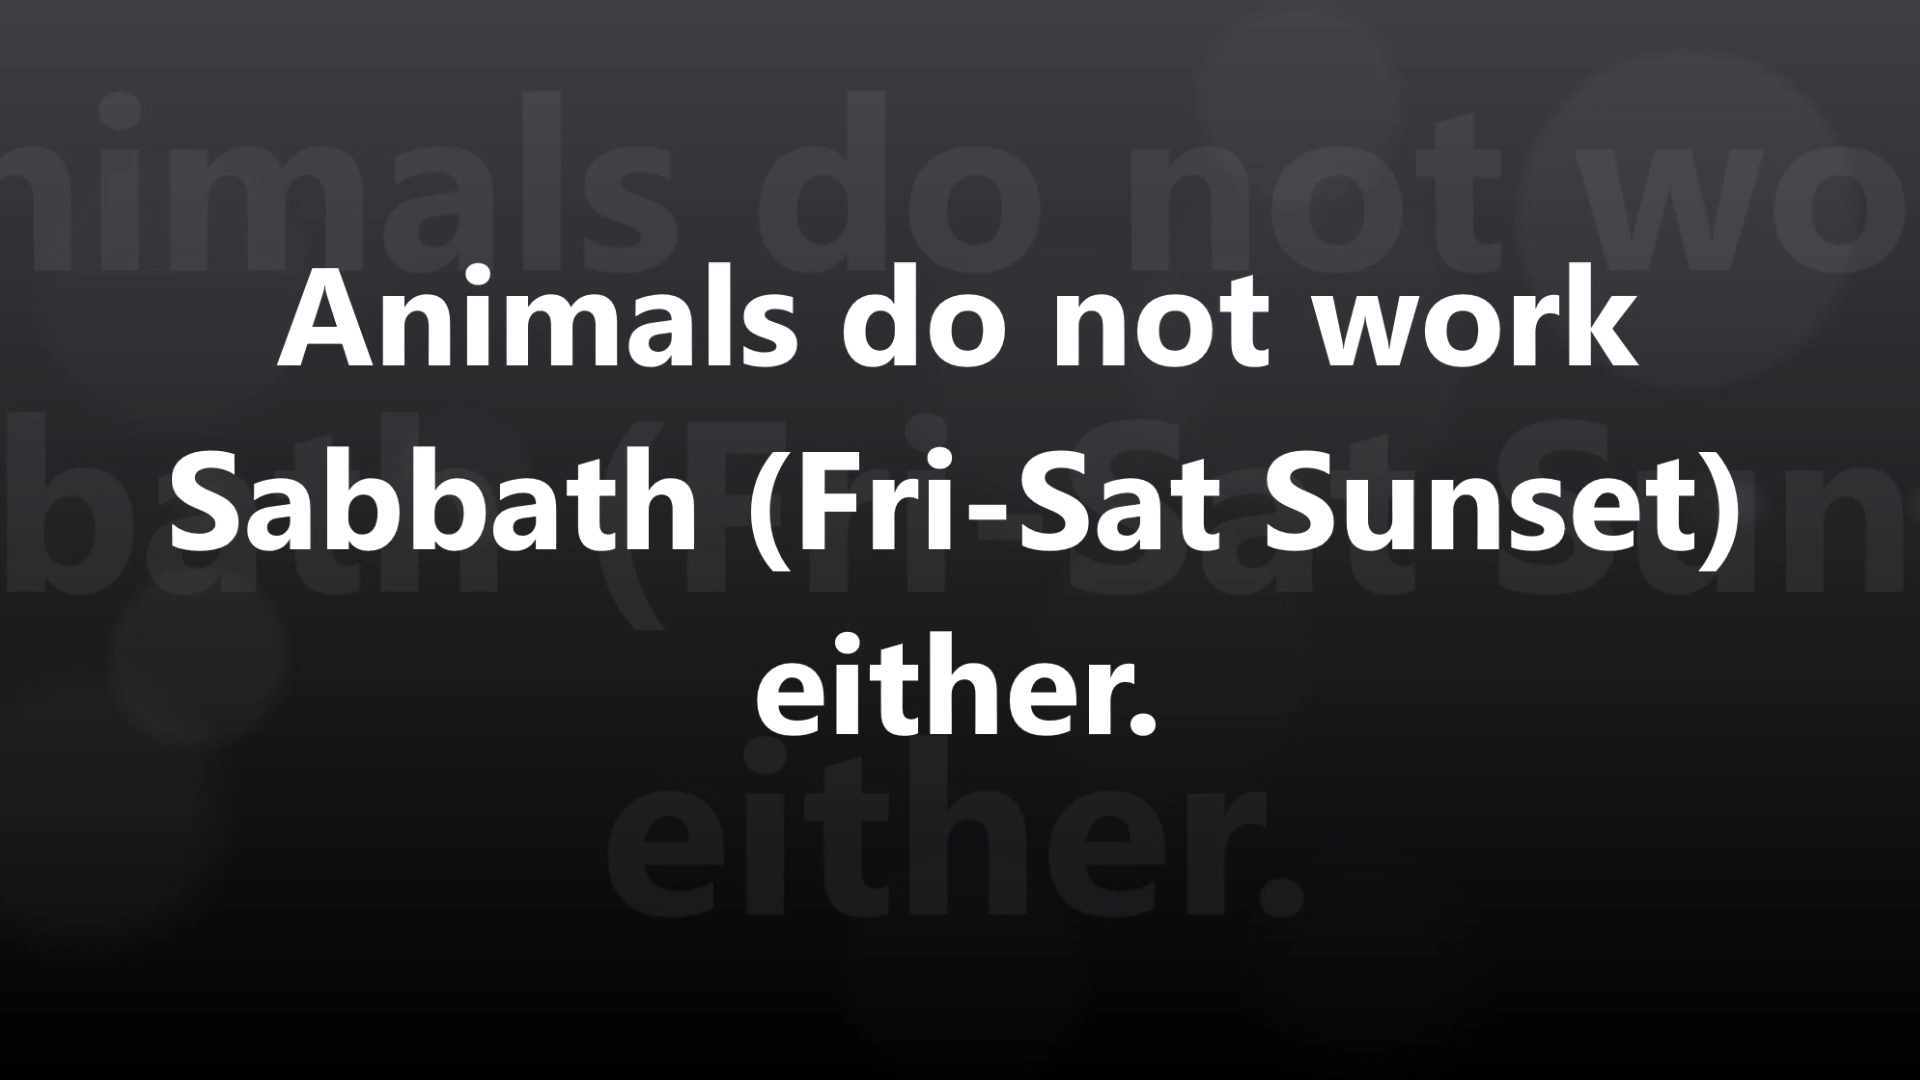 Animals do not work
Sabbath (Fri-Sat Sunset)
either.